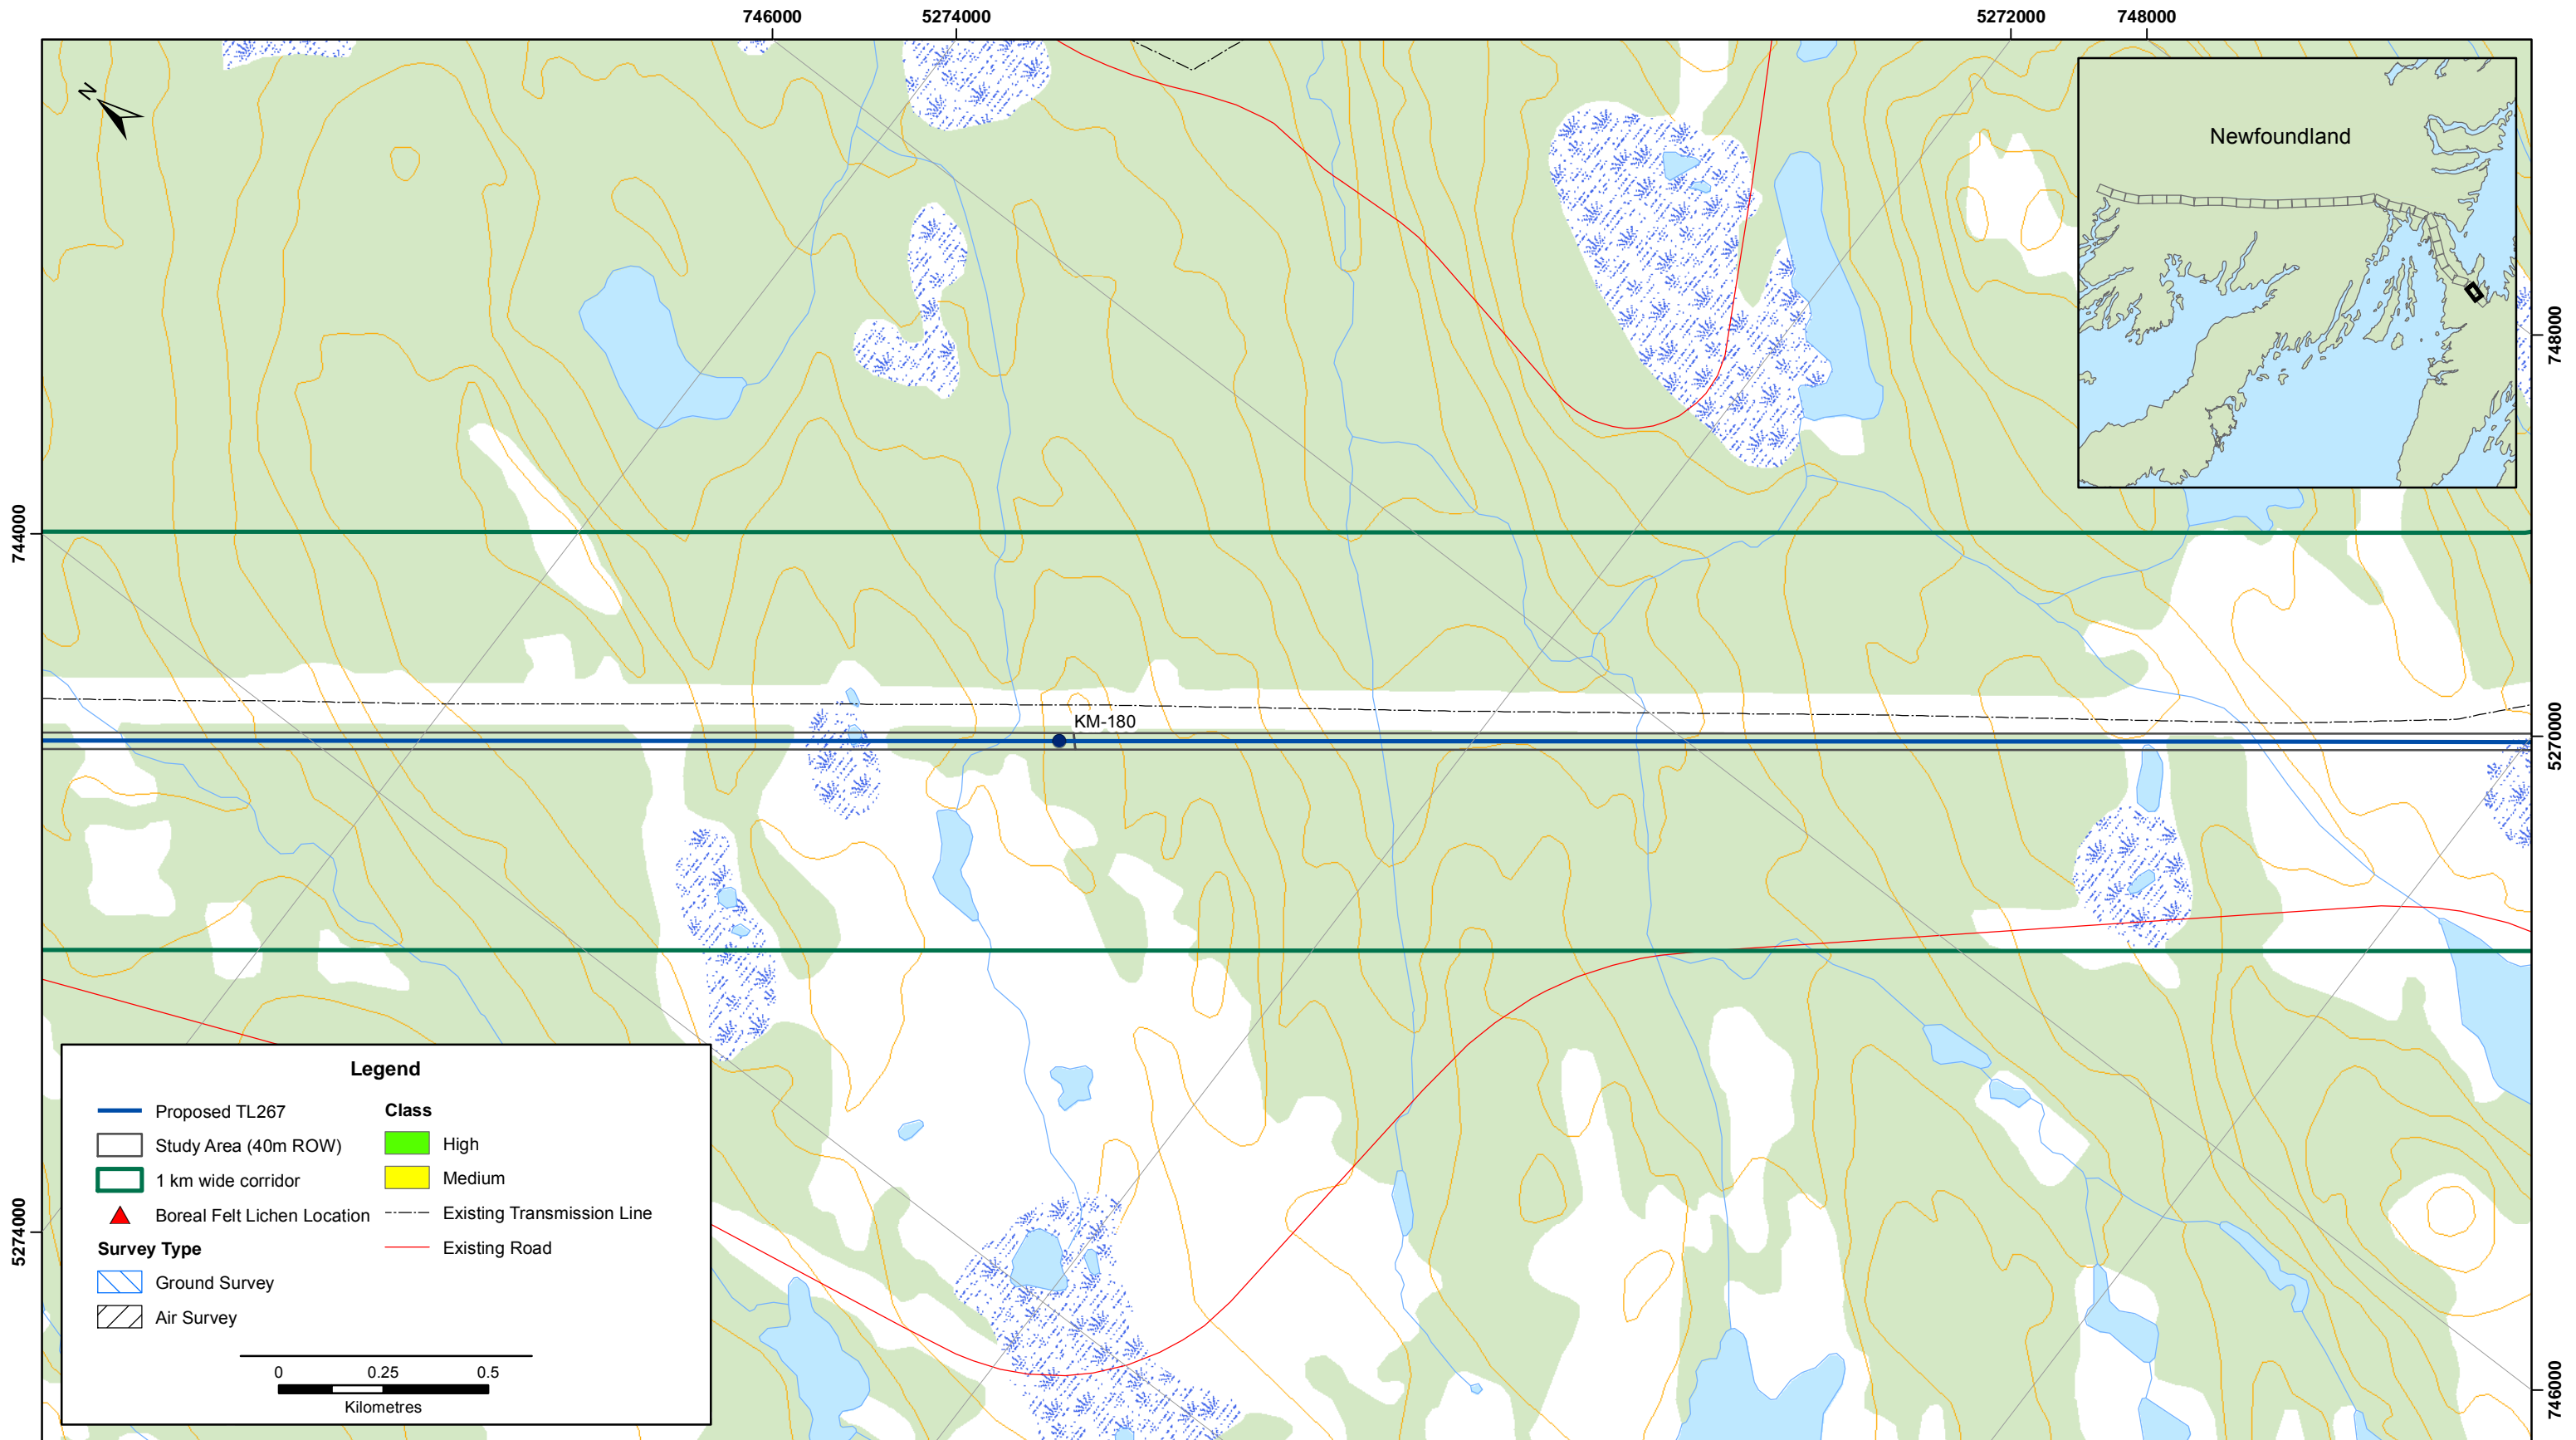 746000
5274000
5272000
748000
N
Newfoundland
748000
744000
KM-180
5270000
5274000
746000
Legend
Proposed TL267
Study Area (40m ROW)
1 km wide corridor
Boreal Felt Lichen Location
Survey Type
Ground Survey
Air Survey
Class
High
Medium
Existing Transmission Line
Existing Road
0 0.25 0.5
Kilometres